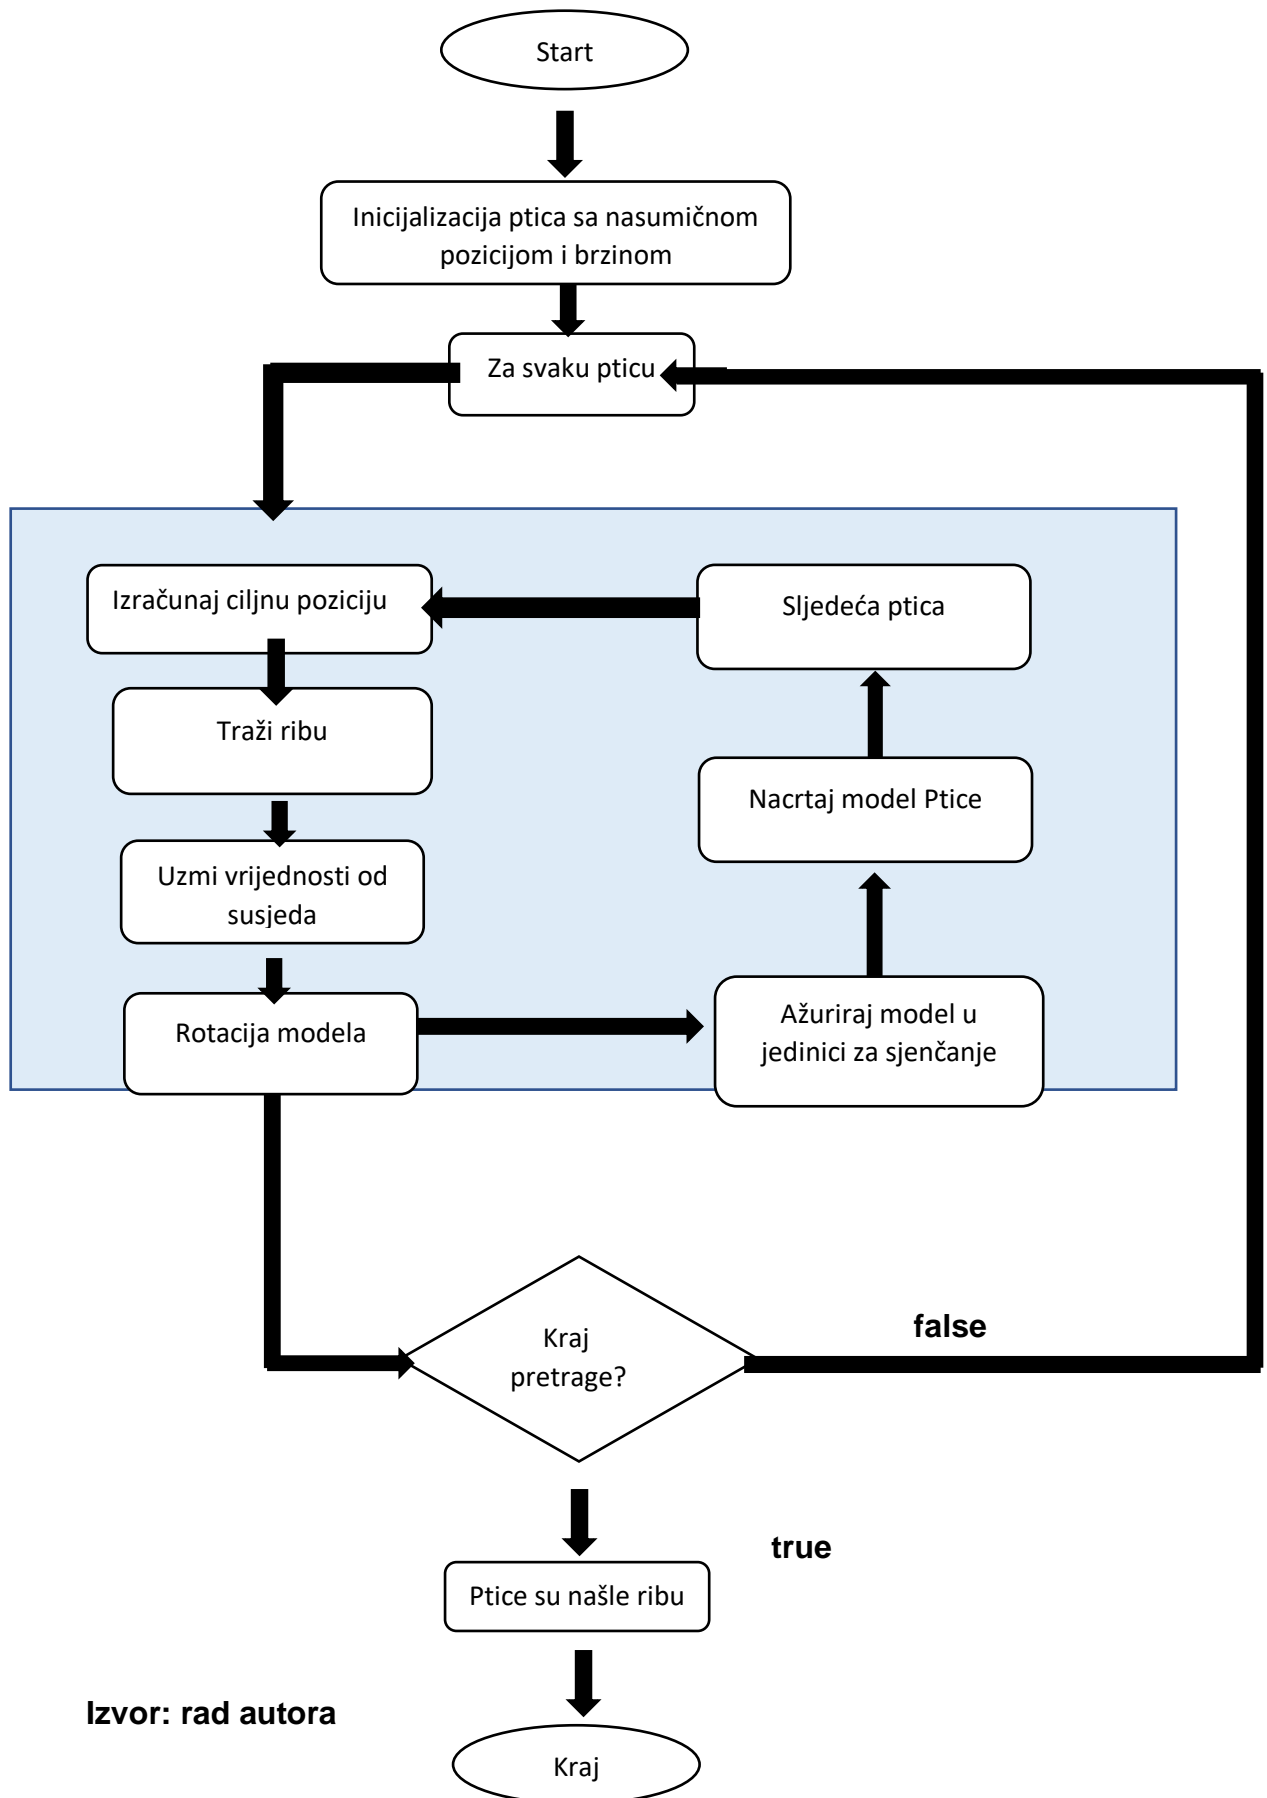 Start
Inicijalizacija ptica sa nasumičnom
pozicijom i brzinom
Za svaku pticu
Izračunaj ciljnu poziciju
Sljedeća ptica
Traži ribu
Nacrtaj model Ptice
Uzmi vrijednosti od
susjeda
Rotacija modela
Ažuriraj model u
jedinici za sjenčanje
Kraj
pretrage?
false
true
Ptice su našle ribu
Izvor: rad autora
Kraj